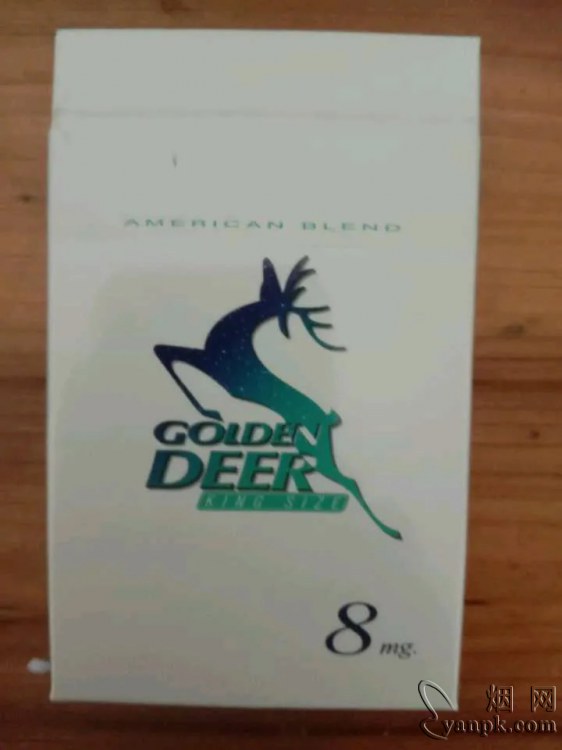 AMERICAN BLEND
GOLDEN
DEER
KING SIZE
8 mg.
烟网
yanpk.com